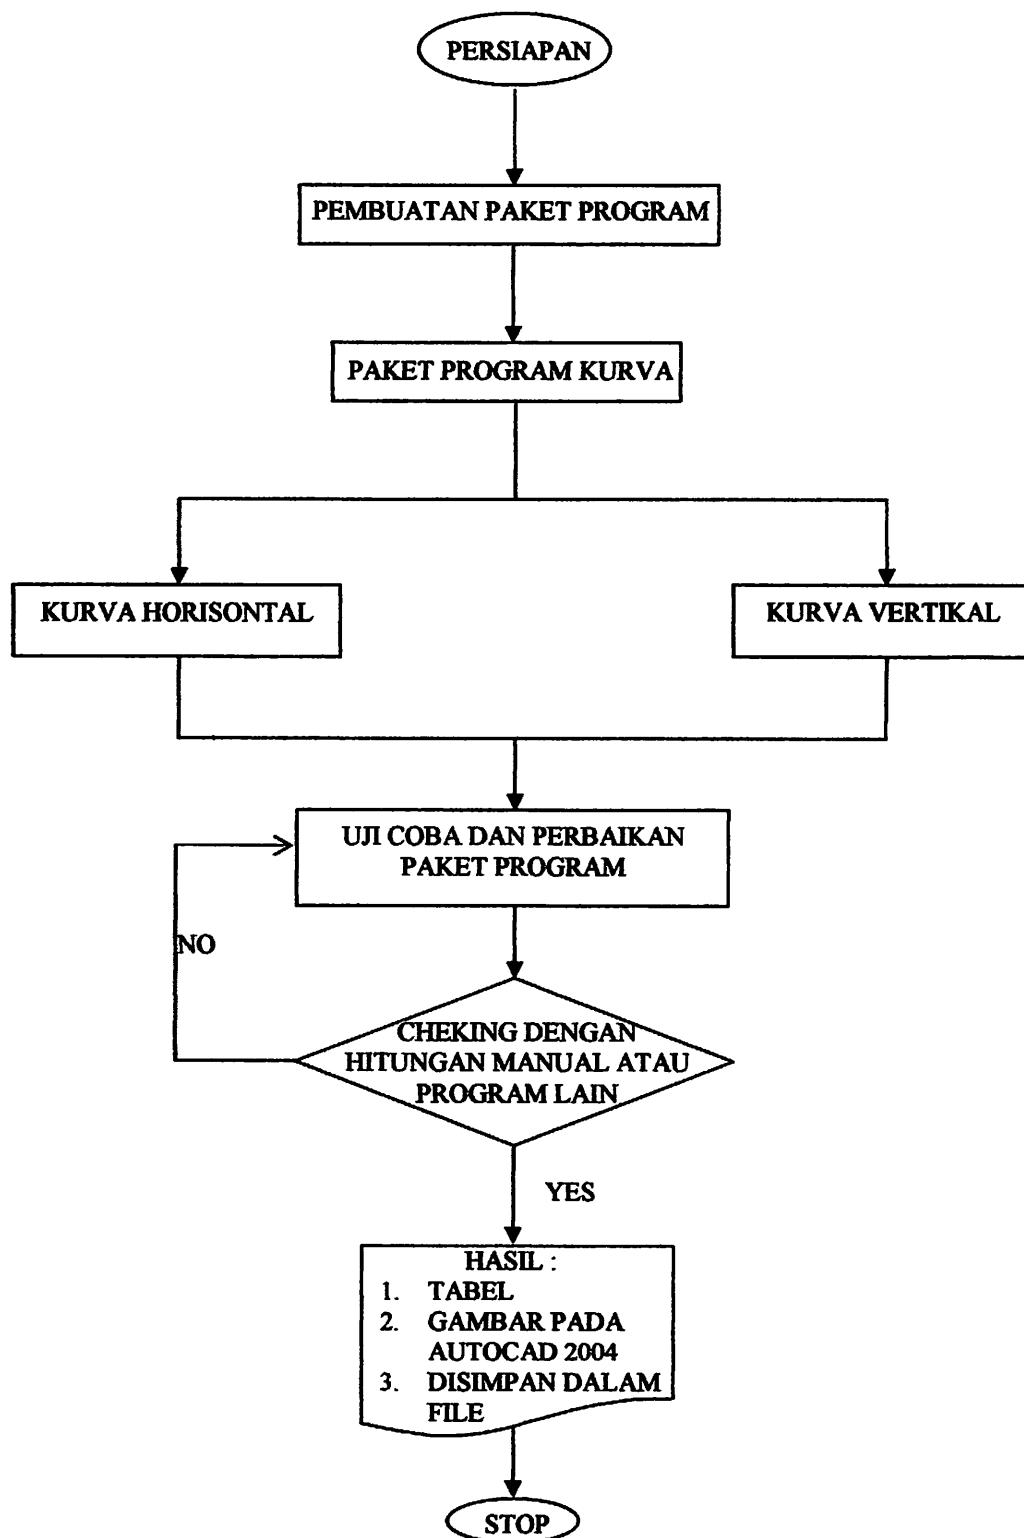 PERSIAPAN
PEMBUATAN PAKET PROGRAM
PAKET PROGRAM KURVA
KURVA HORISONTAL
KURVA VERTIKAL
UJI COBA DAN PERBAIKAN
PAKET PROGRAM
NO
CHEKING DENGAN
HITUNGAN MANUAL ATAU
PROGRAM LAIN
YES
HASIL :
1. TABEL
2. GAMBAR PADA
AUTOCAD 2004
3. DISIMPAN DALAM
FILE
STOP